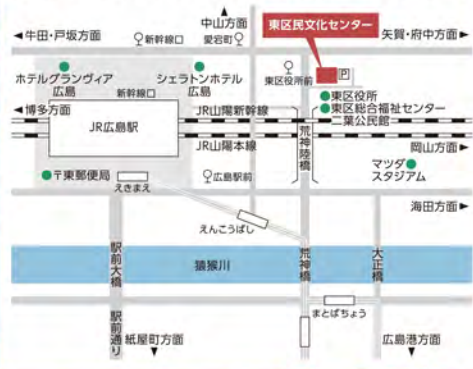 中山方面
東区民文化センター
◀牛田・戸坂方面
新幹線口
愛宕町
矢賀・府中方面▶
ホテルグランヴィア
広島
シェラトンホテル
広島
東区役所前
P
新幹線口
東区役所
東区総合福祉センター
二葉公民館
◀博多方面
JR山陽新幹線
JR広島駅
荒神陸橋
JR山陽本線
岡山方面▶
〒東郵便局
えきまえ
広島駅前
マツダ
スタジアム
海田方面▶
えんこうばし
駅前大橋
猿猴川
荒神橋
大正橋
まとばちょう
駅前通り
紙屋町方面
広島港方面